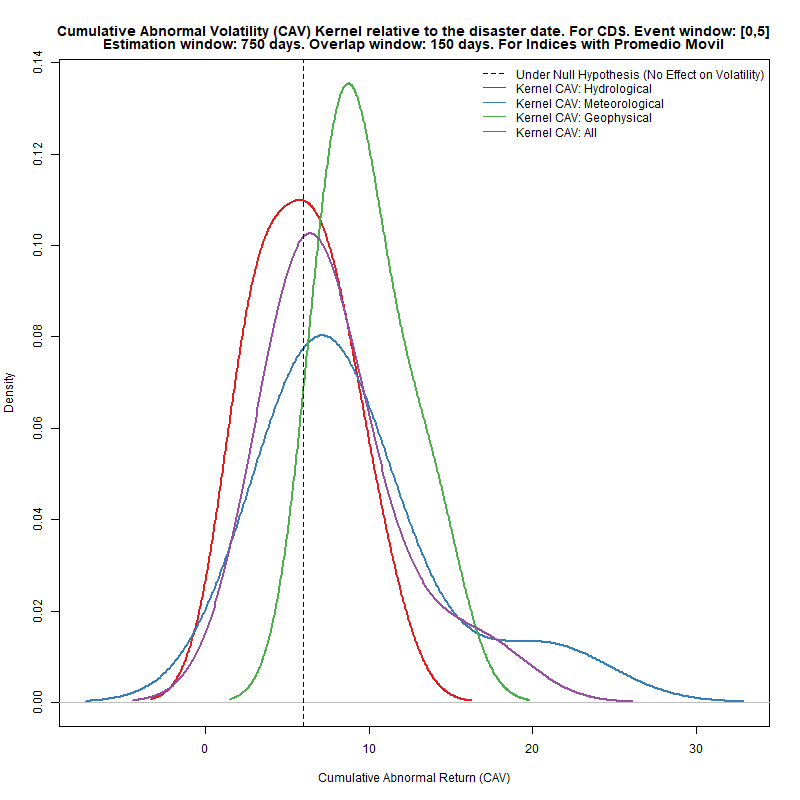 Cumulative Abnormal Volatility (CAV) Kernel relative to the disaster date. For CDS. Event window: [0,5]
Estimation window: 750 days. Overlap window: 150 days. For Indices with Promedio Movil
Under Null Hypothesis (No Effect on Volatility)
Kernel CAV: Hydrological
Kernel CAV: Meteorological
Kernel CAV: Geophysical
Kernel CAV: All
Density
0.14
0.12
0.10
0.08
0.06
0.04
0.02
0.00
0 10 20 30
Cumulative Abnormal Return (CAV)